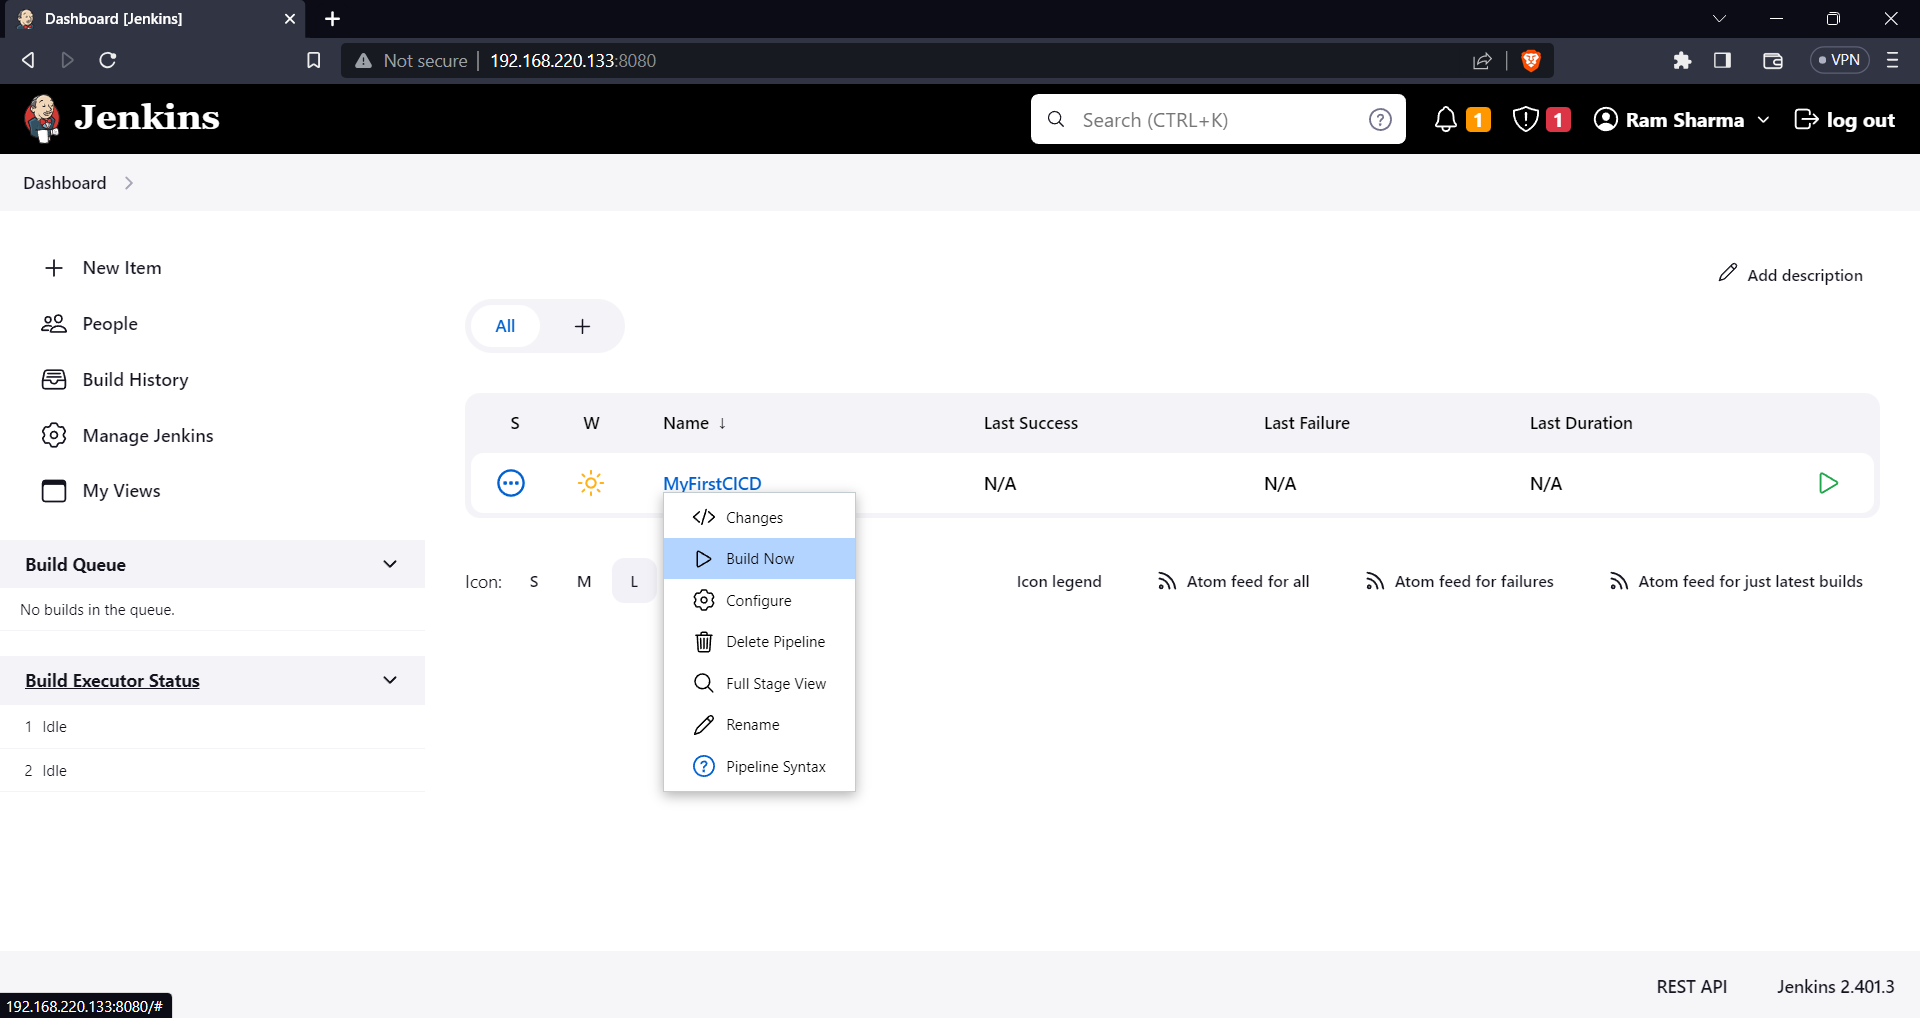 Dashboard [Jenkins]
Not secure 192.168.220.133:8080
VPN
Jenkins
Search (CTRL+K)
1
1
Ram Sharma
log out
Dashboard
New Item
People
Build History
Manage Jenkins
My Views
Build Queue
No builds in the queue.
Build Executor Status
1 Idle
2 Idle
Add description
All
S W Name ↓ Last Success Last Failure Last Duration
MyFirstCICD N/A N/A N/A
Changes
Build Now
Configure
Delete Pipeline
Full Stage View
Rename
Pipeline Syntax
Icon: S M L
Icon legend
Atom feed for all
Atom feed for failures
Atom feed for just latest builds
REST API
Jenkins 2.401.3
192.168.220.133:8080/#